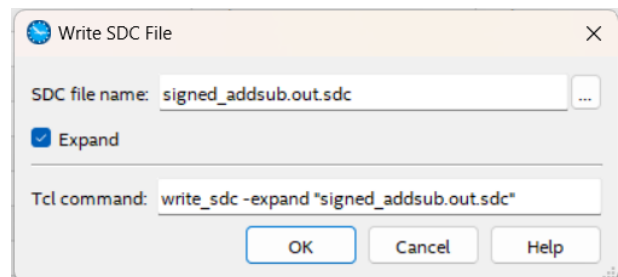 Write SDC File
SDC file name: signed_addsub.out.sdc ...
Expand
Tcl command: write_sdc -expand "signed_addsub.out.sdc"
OK Cancel Help